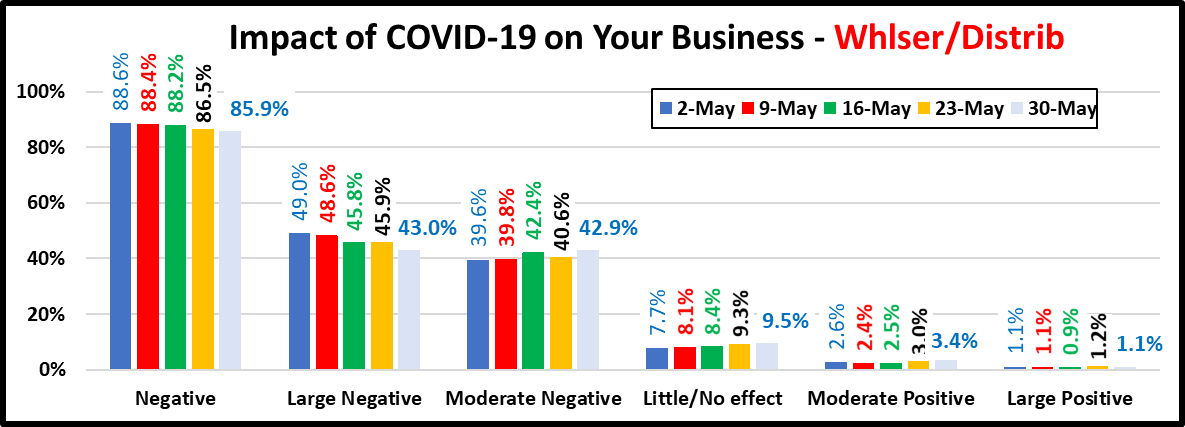 Impact of COVID-19 on Your Business - Whlser/Distrib
2-May 9-May 16-May 23-May 30-May
100%
80%
60%
40%
20%
0%
88.6% 88.4% 88.2% 86.5% 85.9%
49.0% 48.6% 45.8% 45.9% 43.0%
39.6% 39.8% 42.4% 40.6% 42.9%
7.7% 8.1% 8.4% 9.3% 9.5%
2.6% 2.4% 2.5% 3.0% 3.4%
1.1% 1.1% 0.9% 1.2% 1.1%
Negative Large Negative Moderate Negative Little/No effect Moderate Positive Large Positive